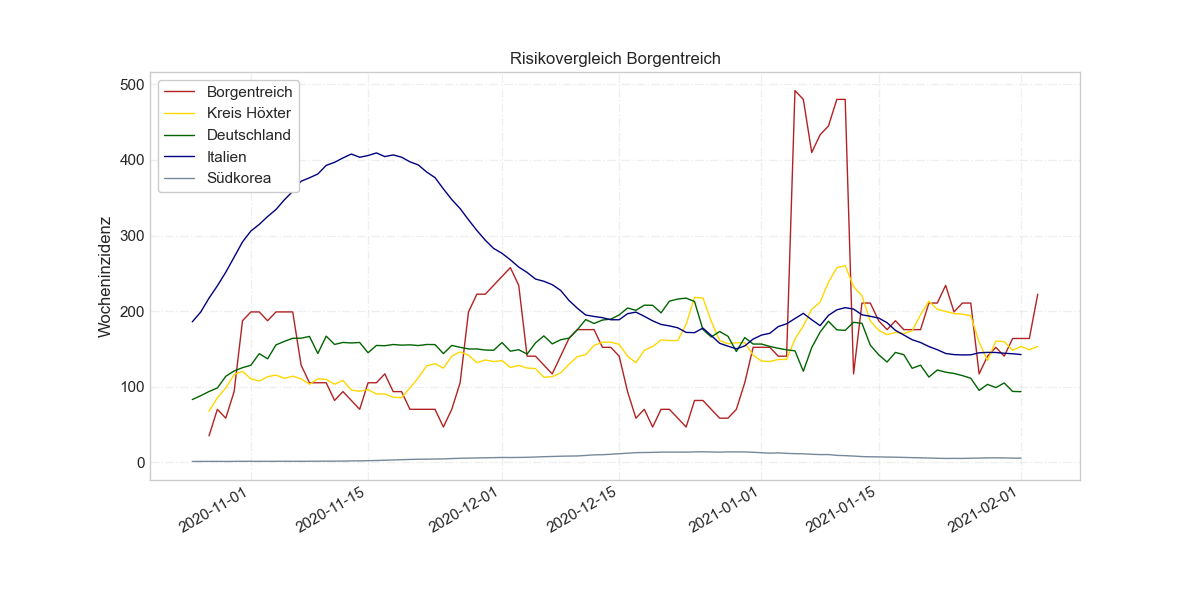 Risikovergleich Borgentreich
Borgentreich
Kreis Höxter
Deutschland
Italien
Südkorea
Wocheninzidenz
500
400
300
200
100
0
2020-11-01
2020-11-15
2020-12-01
2020-12-15
2021-01-01
2021-01-15
2021-02-01